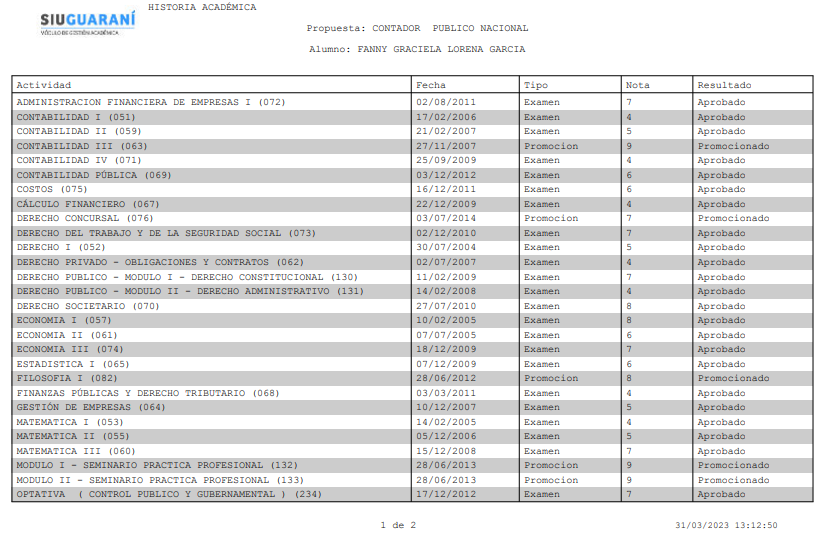 HISTORIA ACADÉMICA
SIUGUARANÍ
MÓDULO DE GESTIÓN ACADÉMICA
Propuesta: CONTADOR PUBLICO NACIONAL
Alumno: FANNY GRACIELA LORENA GARCIA
Actividad Fecha Tipo Nota Resultado
ADMINISTRACION FINANCIERA DE EMPRESAS I (072) 02/08/2011 Examen 7 Aprobado
CONTABILIDAD I (051) 17/02/2006 Examen 4 Aprobado
CONTABILIDAD II (059) 21/02/2007 Examen 5 Aprobado
CONTABILIDAD III (063) 27/11/2007 Promocion 9 Promocionado
CONTABILIDAD IV (071) 25/09/2009 Examen 4 Aprobado
CONTABILIDAD PÚBLICA (069) 03/12/2012 Examen 6 Aprobado
COSTOS (075) 16/12/2011 Examen 6 Aprobado
CÁLCULO FINANCIERO (067) 22/12/2009 Examen 4 Aprobado
DERECHO CONCURSAL (076) 03/07/2014 Promocion 7 Promocionado
DERECHO DEL TRABAJO Y DE LA SEGURIDAD SOCIAL (073) 02/12/2010 Examen 7 Aprobado
DERECHO I (052) 30/07/2004 Examen 5 Aprobado
DERECHO PRIVADO - OBLIGACIONES Y CONTRATOS (062) 02/07/2007 Examen 4 Aprobado
DERECHO PUBLICO - MODULO I - DERECHO CONSTITUCIONAL (130) 11/02/2009 Examen 7 Aprobado
DERECHO PUBLICO - MODULO II - DERECHO ADMINISTRATIVO (131) 14/02/2008 Examen 4 Aprobado
DERECHO SOCIETARIO (070) 27/07/2010 Examen 8 Aprobado
ECONOMIA I (057) 10/02/2005 Examen 8 Aprobado
ECONOMIA II (061) 07/07/2005 Examen 6 Aprobado
ECONOMIA III (074) 18/12/2009 Examen 7 Aprobado
ESTADISTICA I (065) 07/12/2009 Examen 6 Aprobado
FILOSOFIA I (082) 28/06/2012 Promocion 8 Promocionado
FINANZAS PÚBLICAS Y DERECHO TRIBUTARIO (068) 03/03/2011 Examen 4 Aprobado
GESTIÓN DE EMPRESAS (064) 10/12/2007 Examen 5 Aprobado
MATEMATICA I (053) 14/02/2005 Examen 4 Aprobado
MATEMATICA II (055) 05/12/2006 Examen 5 Aprobado
MATEMATICA III (060) 15/12/2008 Examen 7 Aprobado
MODULO I - SEMINARIO PRACTICA PROFESIONAL (132) 28/06/2013 Promocion 9 Promocionado
MODULO II - SEMINARIO PRACTICA PROFESIONAL (133) 28/06/2013 Promocion 9 Promocionado
OPTATIVA ( CONTROL PUBLICO Y GUBERNAMENTAL ) (234) 17/12/2012 Examen 7 Aprobado
1 de 2 31/03/2023 13:12:50